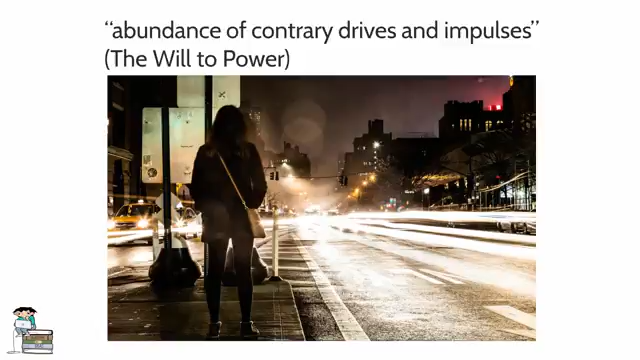 “abundance of contrary drives and impulses”
(The Will to Power)